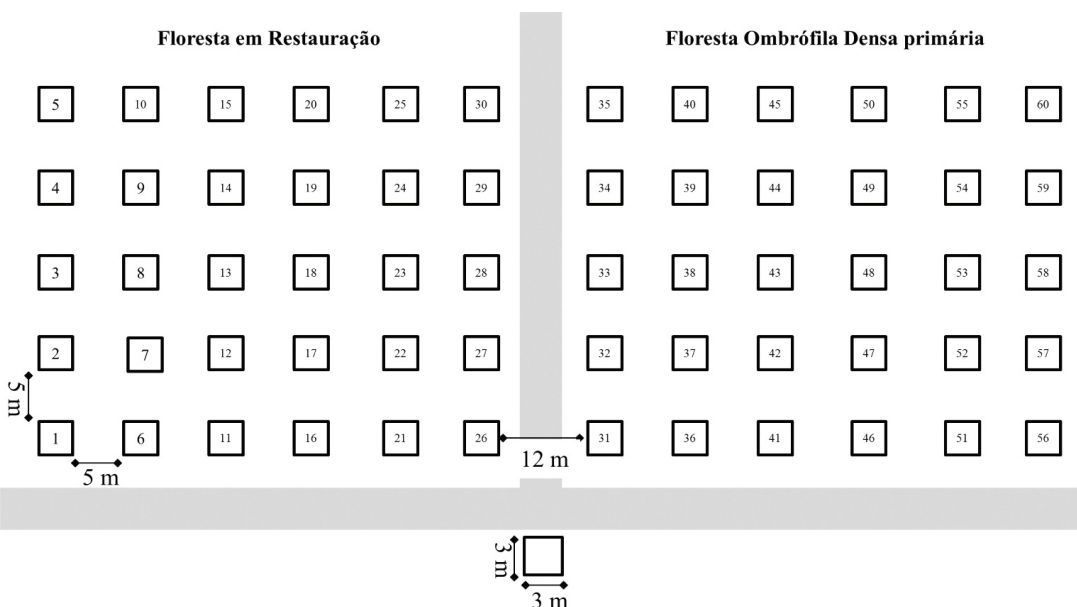 Floresta em Restauração
Floresta Ombrófila Densa primária
5 10 15 20 25 30 35 40 45 50 55 60
4 9 14 19 24 29 34 39 44 49 54 59
3 8 13 18 23 28 33 38 43 48 53 58
2 7 12 17 22 27 32 37 42 47 52 57
5 m
1 6 11 16 21 26 31 36 41 46 51 56
12 m
5 m
3 m
3 m